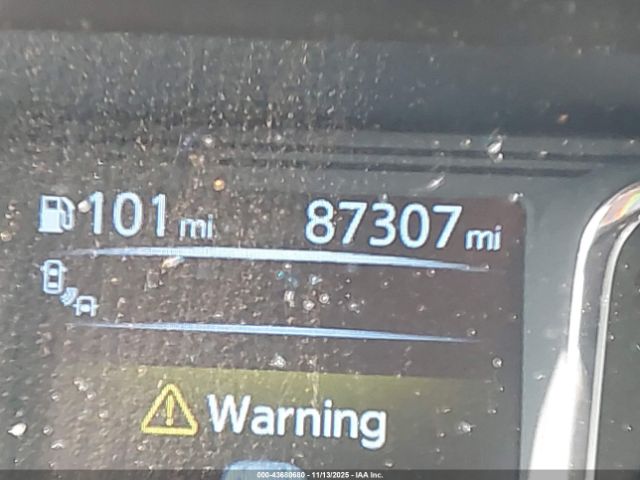 101 mi 87307 mi
Warning
000-43680680 - 11/13/2025 - IAA Inc.